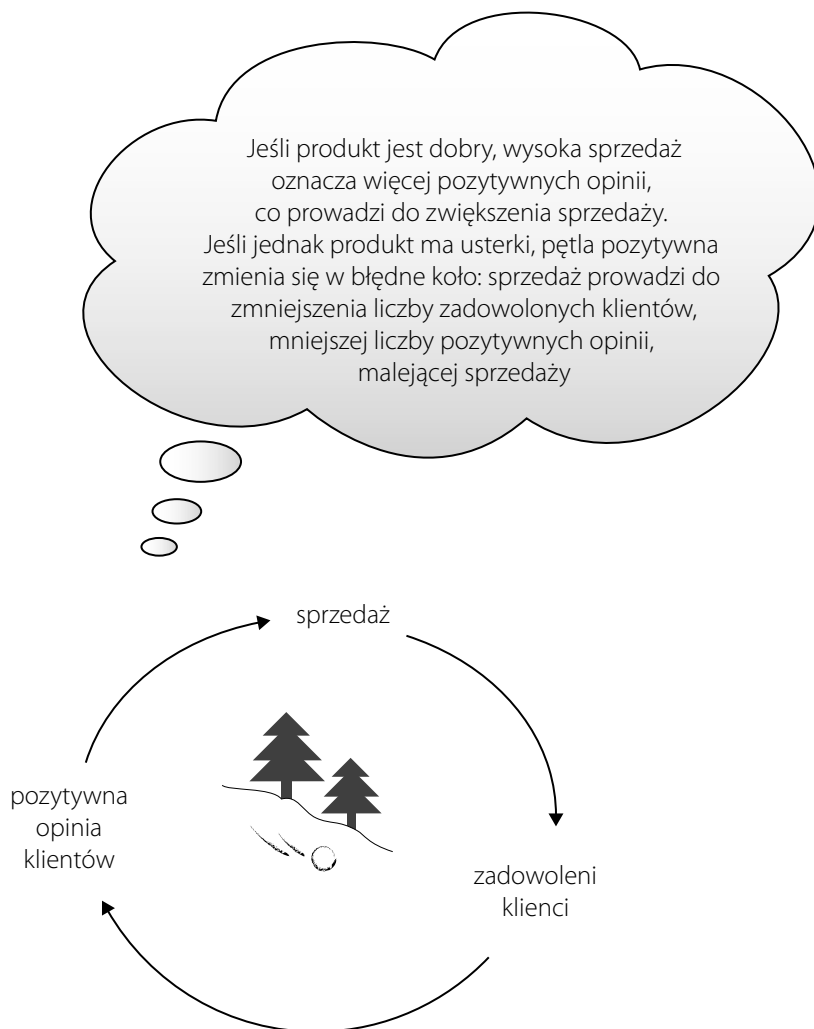 Jeśli produkt jest dobry, wysoka sprzedaż
oznacza więcej pozytywnych opinii,
co prowadzi do zwiększenia sprzedaży.
Jeśli jednak produkt ma usterki, pętla pozytywna
zmienia się w błędne koło: sprzedaż prowadzi do
zmniejszenia liczby zadowolonych klientów,
mniejszej liczby pozytywnych opinii,
malejącej sprzedaży
sprzedaż
pozytywna
opinia
klientów
zadowoleni
klienci